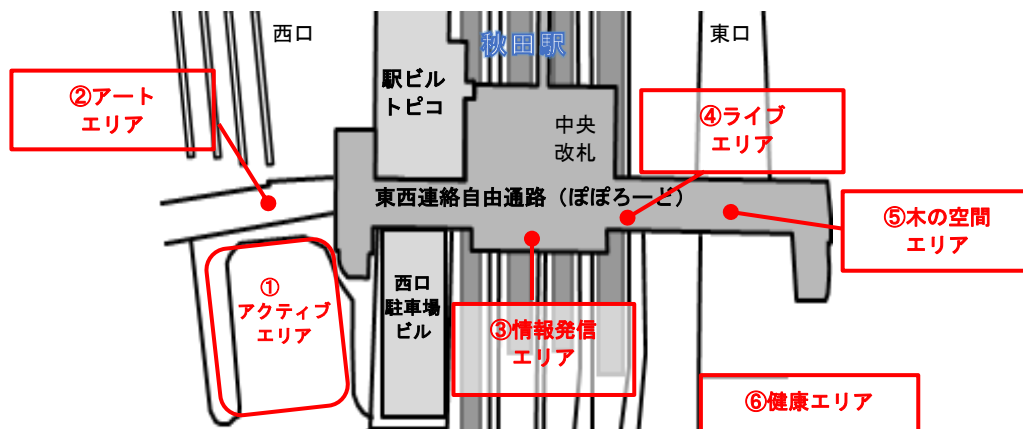 西口
秋田駅
東口
②アート
エリア
駅ビル
トピコ
中央
改札
④ライブ
エリア
東西連絡自由通路（ぽぽろーど）
⑤木の空間
エリア
①
アクティブ
エリア
西口
駐車場
ビル
③情報発信
エリア
⑥健康エリア